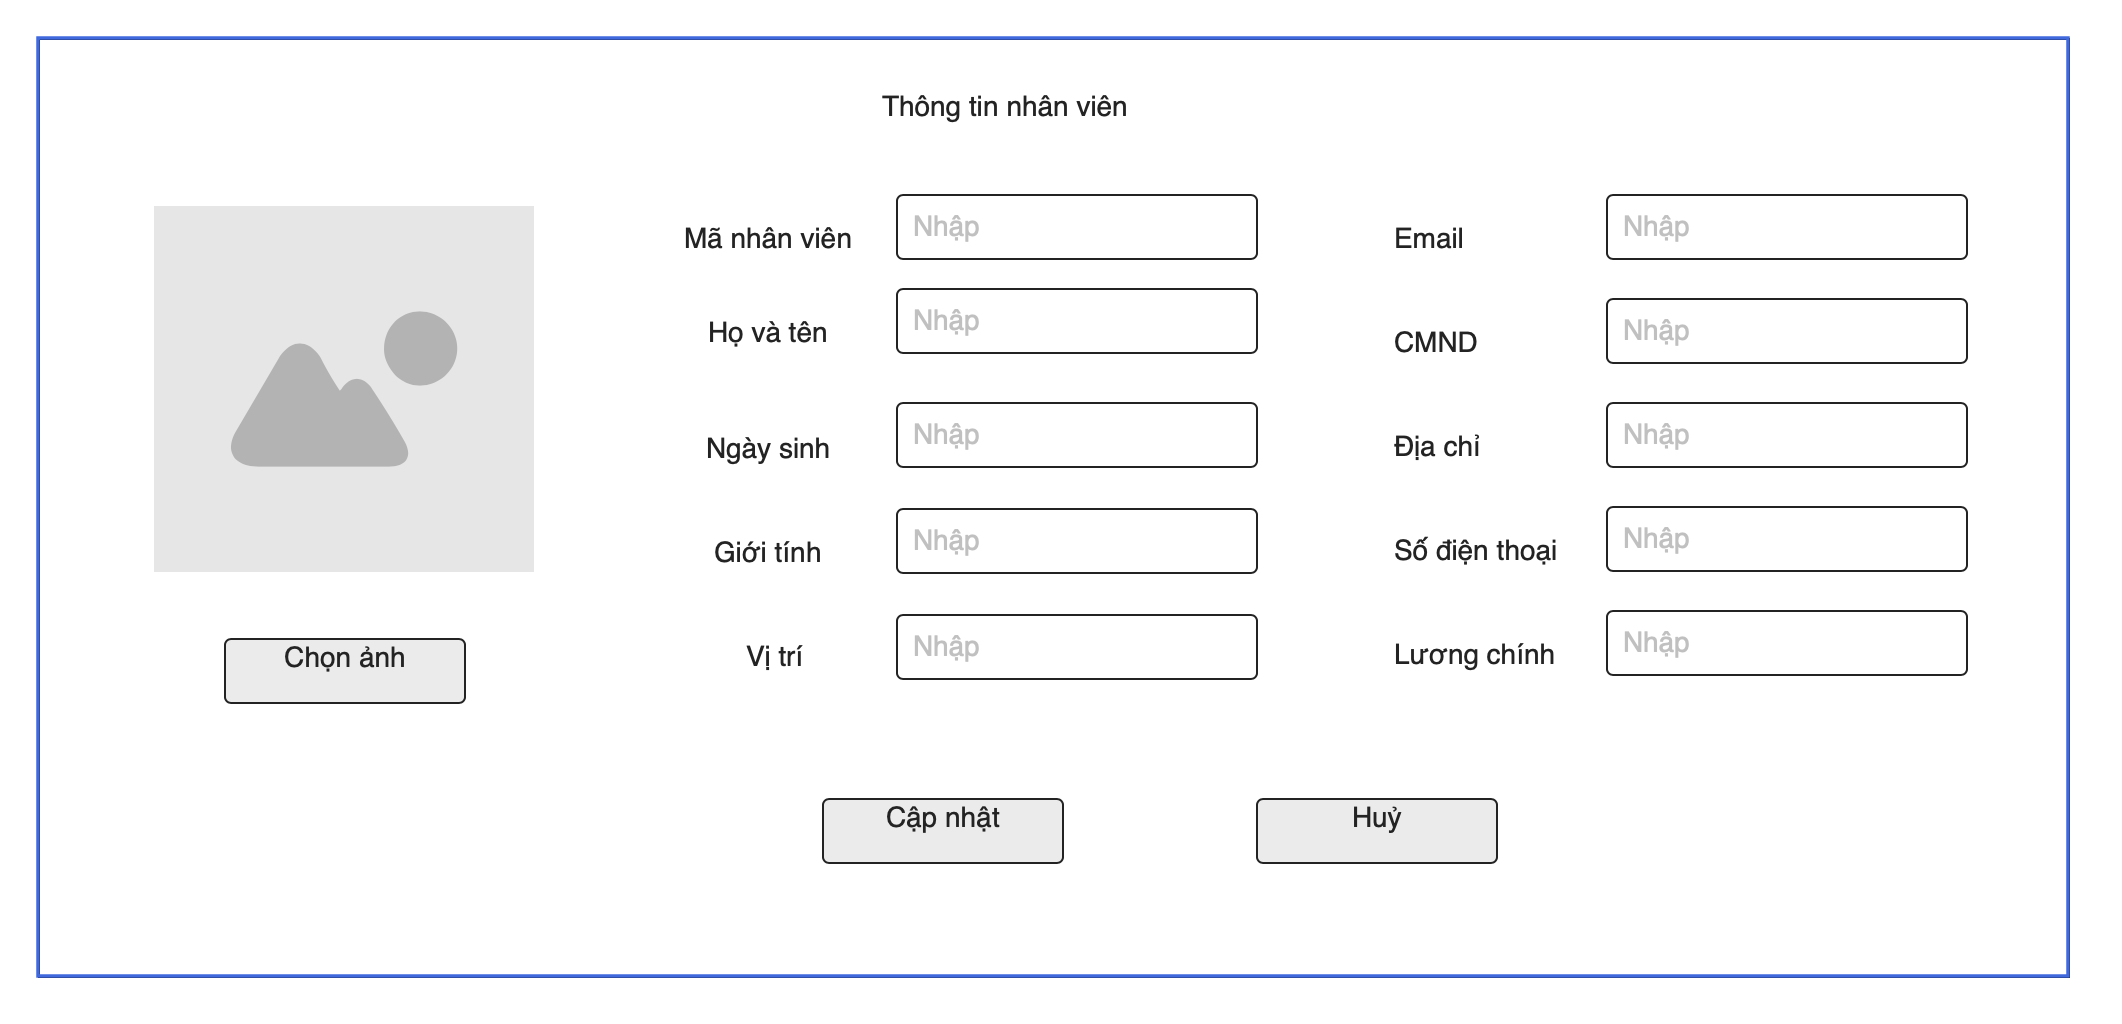 Thông tin nhân viên
Mã nhân viên
Nhập
Email
Nhập
Họ và tên
Nhập
CMND
Nhập
Ngày sinh
Nhập
Địa chỉ
Nhập
Giới tính
Nhập
Số điện thoại
Nhập
Vị trí
Nhập
Lương chính
Nhập
Chọn ảnh
Cập nhật
Huỷ